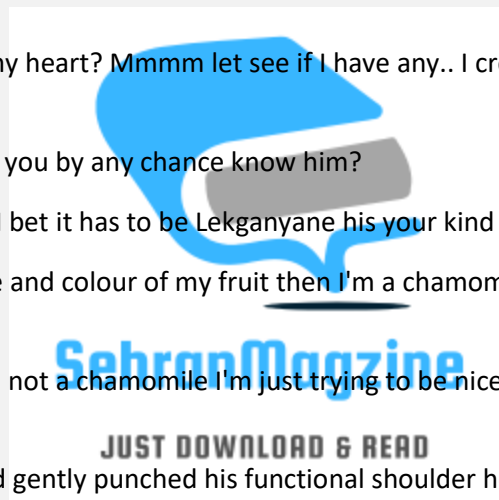 ny heart? Mmmm let see if I have any.. I cr
you by any chance know him?
I bet it has to be Lekganyane his your kind
e and colour of my fruit then I'm a chamom
SehranMagzine
not a chamomile I'm just trying to be nice
JUST DOWNLOAD & READ
d gently punched his functional shoulder h